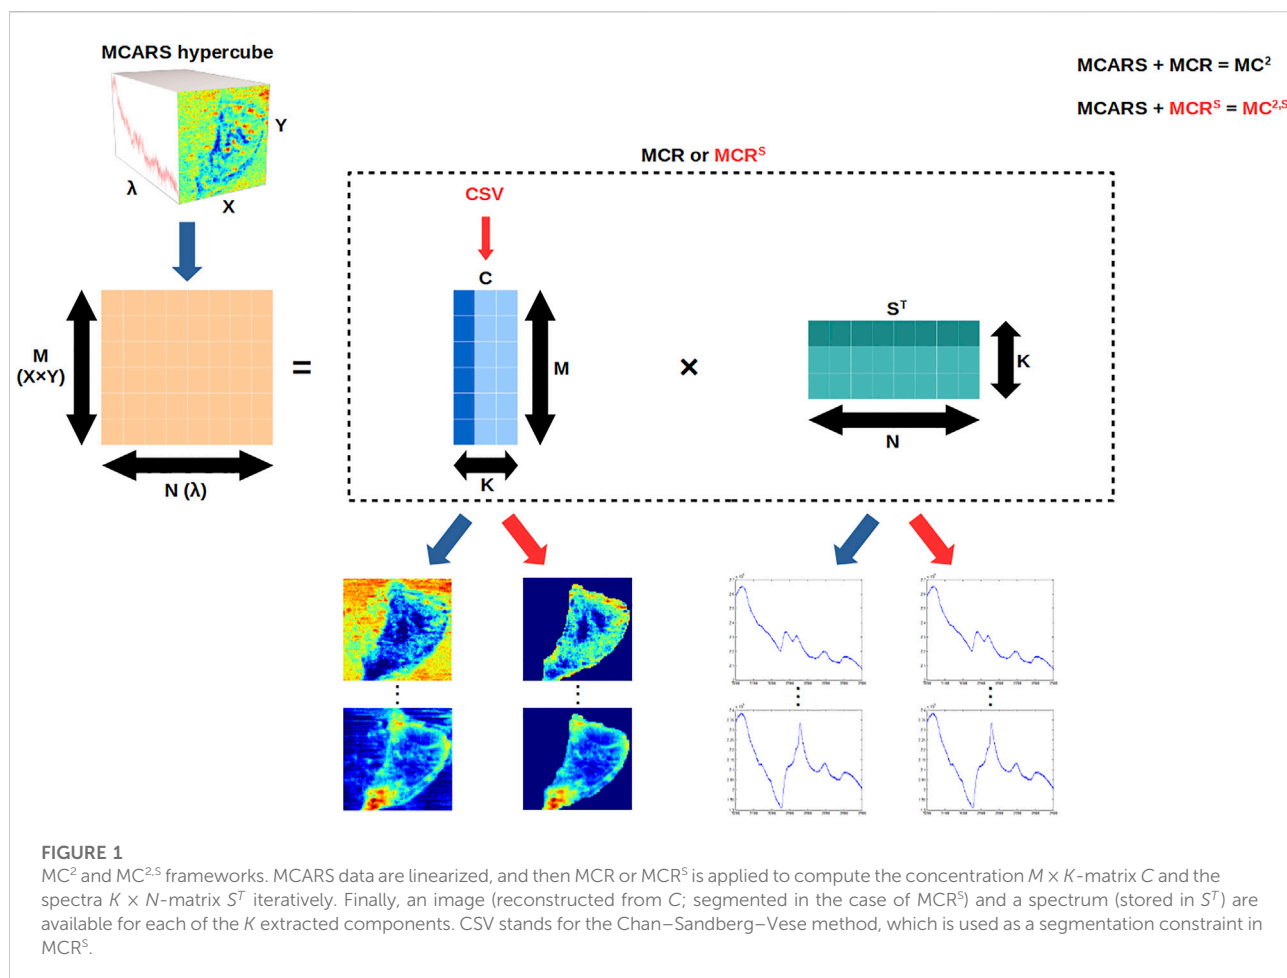 MCARS hypercube
MCARS + MCR = MC²
MCARS + MCRˢ = MC²,ˢ
Y
λ
X
MCR or MCRˢ
CSV
C
Sᵀ
M
(X×Y)
=
M
×
K
N
N (λ)
K
FIGURE 1
MC² and MC²,ˢ frameworks. MCARS data are linearized, and then MCR or MCRˢ is applied to compute the concentration M × K-matrix C and the
spectra K × N-matrix Sᵀ iteratively. Finally, an image (reconstructed from C; segmented in the case of MCRˢ) and a spectrum (stored in Sᵀ) are
available for each of the K extracted components. CSV stands for the Chan–Sandberg–Vese method, which is used as a segmentation constraint in
MCRˢ.